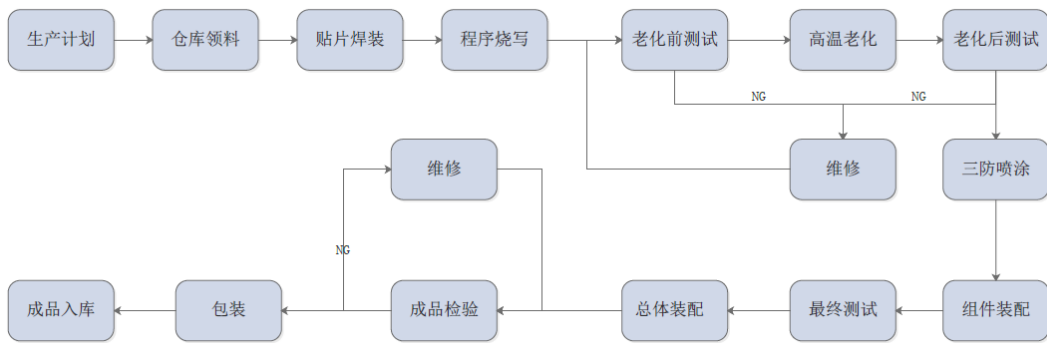 生产计划
仓库领料
贴片焊装
程序烧写
老化前测试
高温老化
老化后测试
NG
NG
维修
维修
三防喷涂
NG
成品入库
包装
成品检验
总体装配
最终测试
组件装配